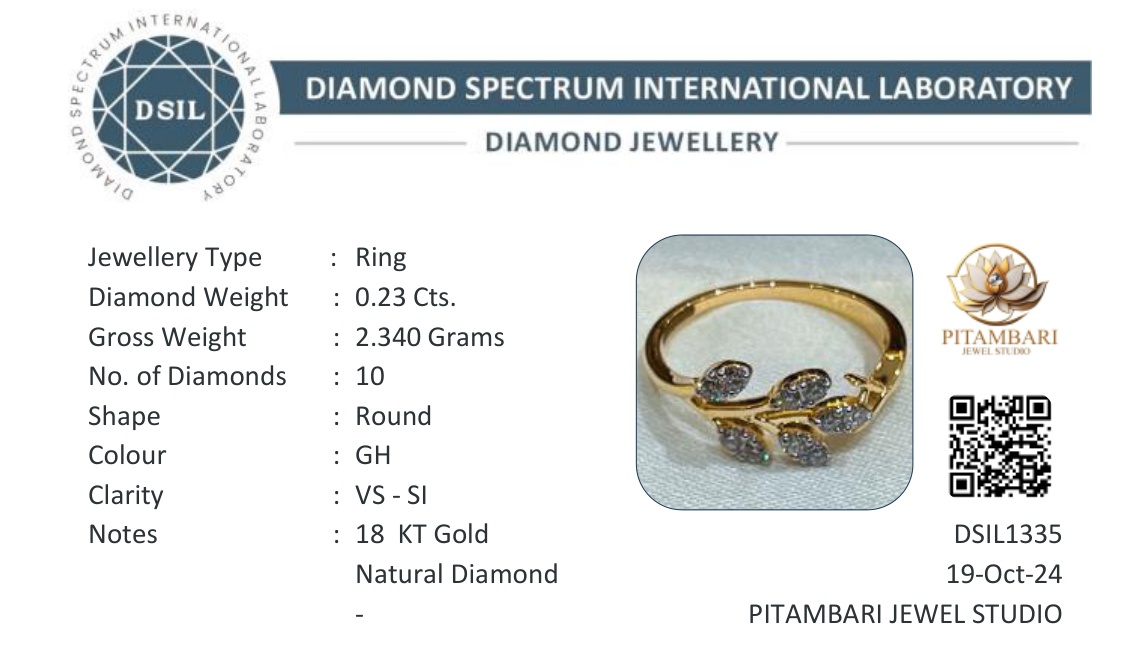 DIAMOND SPECTRUM INTERNATIONAL LABORATORY
DSIL
DIAMOND SPECTRUM INTERNATIONAL LABORATORY
DIAMOND JEWELLERY
Jewellery Type : Ring
Diamond Weight : 0.23 Cts.
Gross Weight : 2.340 Grams
No. of Diamonds : 10
Shape : Round
Colour : GH
Clarity : VS - SI
Notes : 18 KT Gold
Natural Diamond
-
PITAMBARI
JEWEL STUDIO
DSIL1335
19-Oct-24
PITAMBARI JEWEL STUDIO